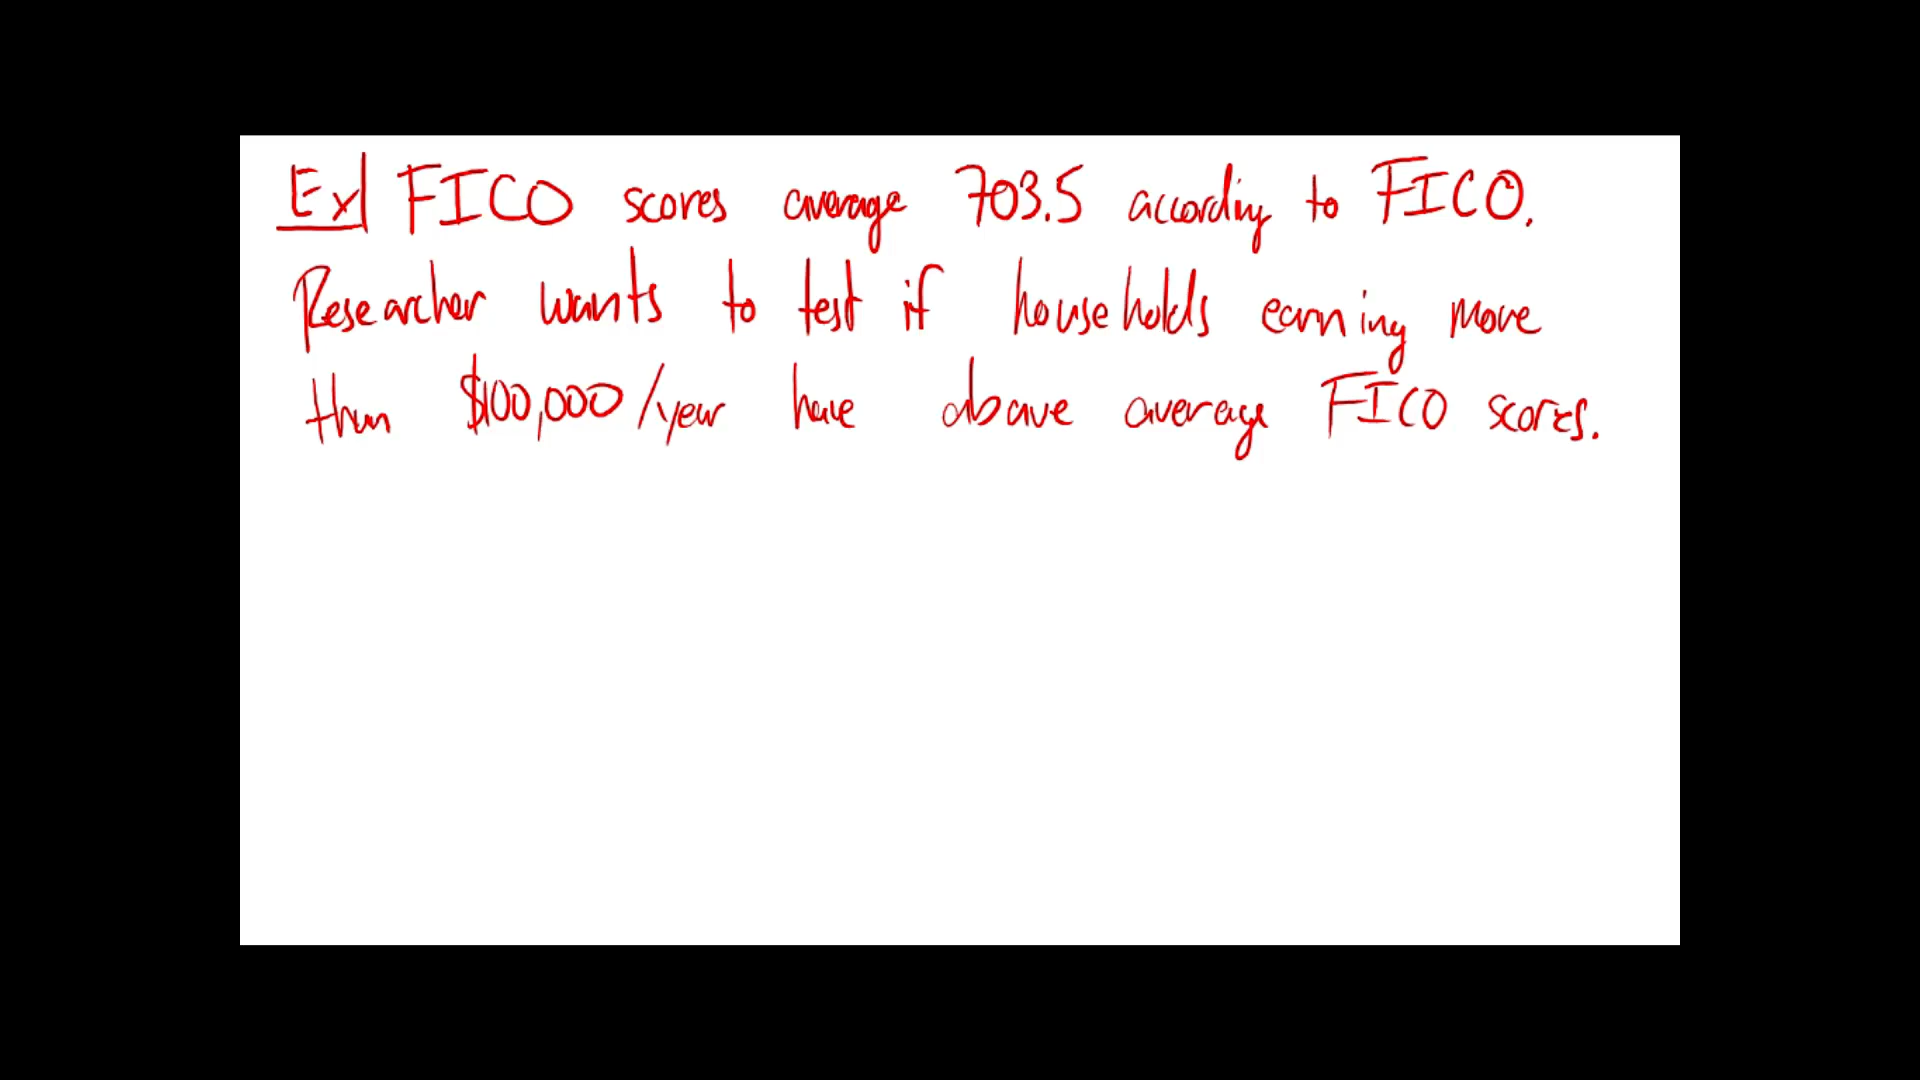 Ex FICO scores average 703.5 according to FICO.
Researcher wants to test if households earning more
than $100,000/year have above average FICO scores.